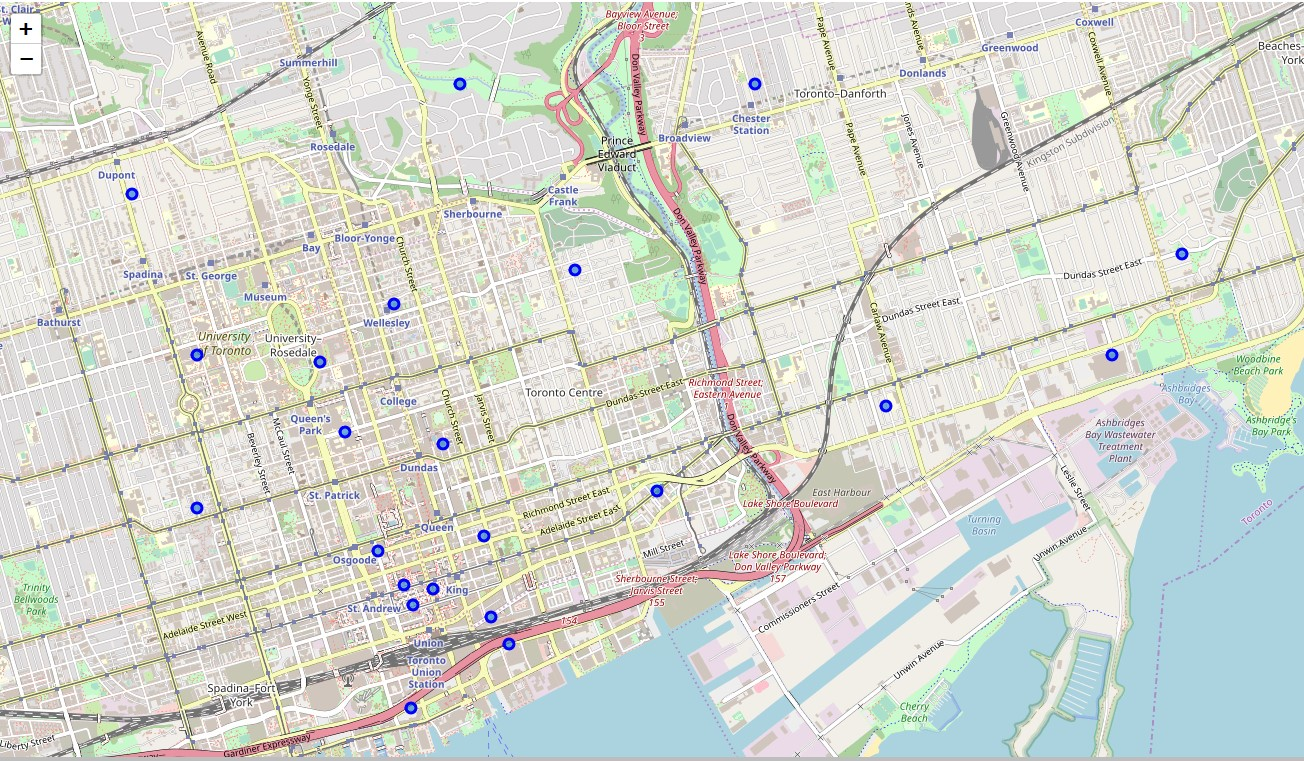 St. Clair
West
Avenue Road
Summerhill
Yonge Street
Rosedale
Dupont
Bayview Avenue;
Bloor Street
Don Valley Parkway
Pape Avenue
Coxwell
Greenwood
Donlands
Toronto–Danforth
Coxwell Avenue
Beaches–
York
Chester
Station
Broadview
Prince
Edward
Viaduct
Pape Avenue
Jones Avenue
Greenwood Avenue
Kingston Subdivision
Castle
Frank
Sherbourne
Bloor-Yonge
Bay
Church Street
Don Valley Parkway
Spadina
St. George
Museum
Dundas Street East
Dundas Street East
Bathurst
Wellesley
University
of Toronto
University–
Rosedale
Carlaw Avenue
Woodbine
Beach Park
Toronto Centre
Dundas Street East
Richmond Street;
Eastern Avenue
Ashbridges
Bay
College
Church Street
Jarvis Street
Queen's
Park
McCaul Street
Beverley Street
Don Valley Parkway
Ashbridges
Bay Wastewater
Treatment
Plant
Ashbridge's
Bay Park
Dundas
St. Patrick
Richmond Street East
Adelaide Street East
East Harbour
Lake Shore Boulevard
Leslie Street
Toronto
Turning
Basin
Queen
Osgoode
Mill Street
Lake Shore Boulevard;
Don Valley Parkway
157
Unwin Avenue
Sherbourne Street;
Jarvis Street
155
Trinity
Bellwoods
Park
King
St. Andrew
Adelaide Street West
154
Commissioners Street
Union
Toronto
Union
Station
Unwin Avenue
Spadina–Fort
York
Cherry
Beach
Liberty Street
Gardiner Expressway
+
−